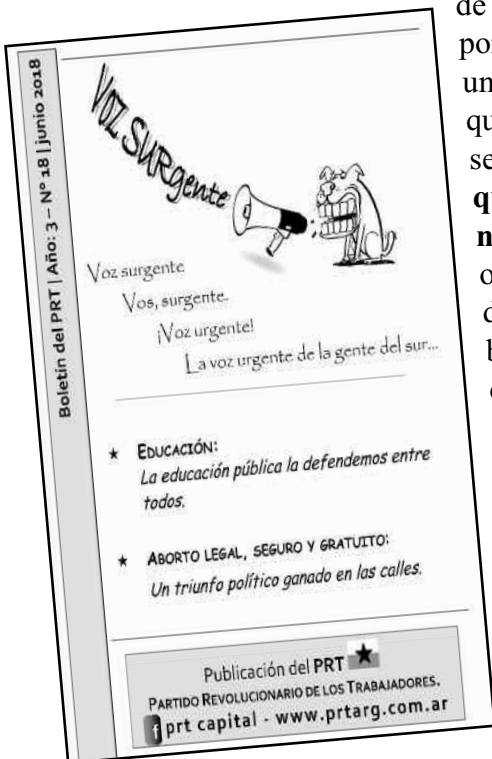 Boletín del PRT | Año: 3 – Nº 18 | junio 2018
Voz SURgente
Voz surgente
Vos, surgente.
¡Voz urgente!
La voz urgente de la gente del sur...
★ EDUCACIÓN:
La educación pública la defendemos entre
todos.
★ ABORTO LEGAL, SEGURO Y GRATUITO:
Un triunfo político ganado en las calles.
Publicación del PRT ★
PARTIDO REVOLUCIONARIO DE LOS TRABAJADORES.
f prt capital - www.prtarg.com.ar
de
un